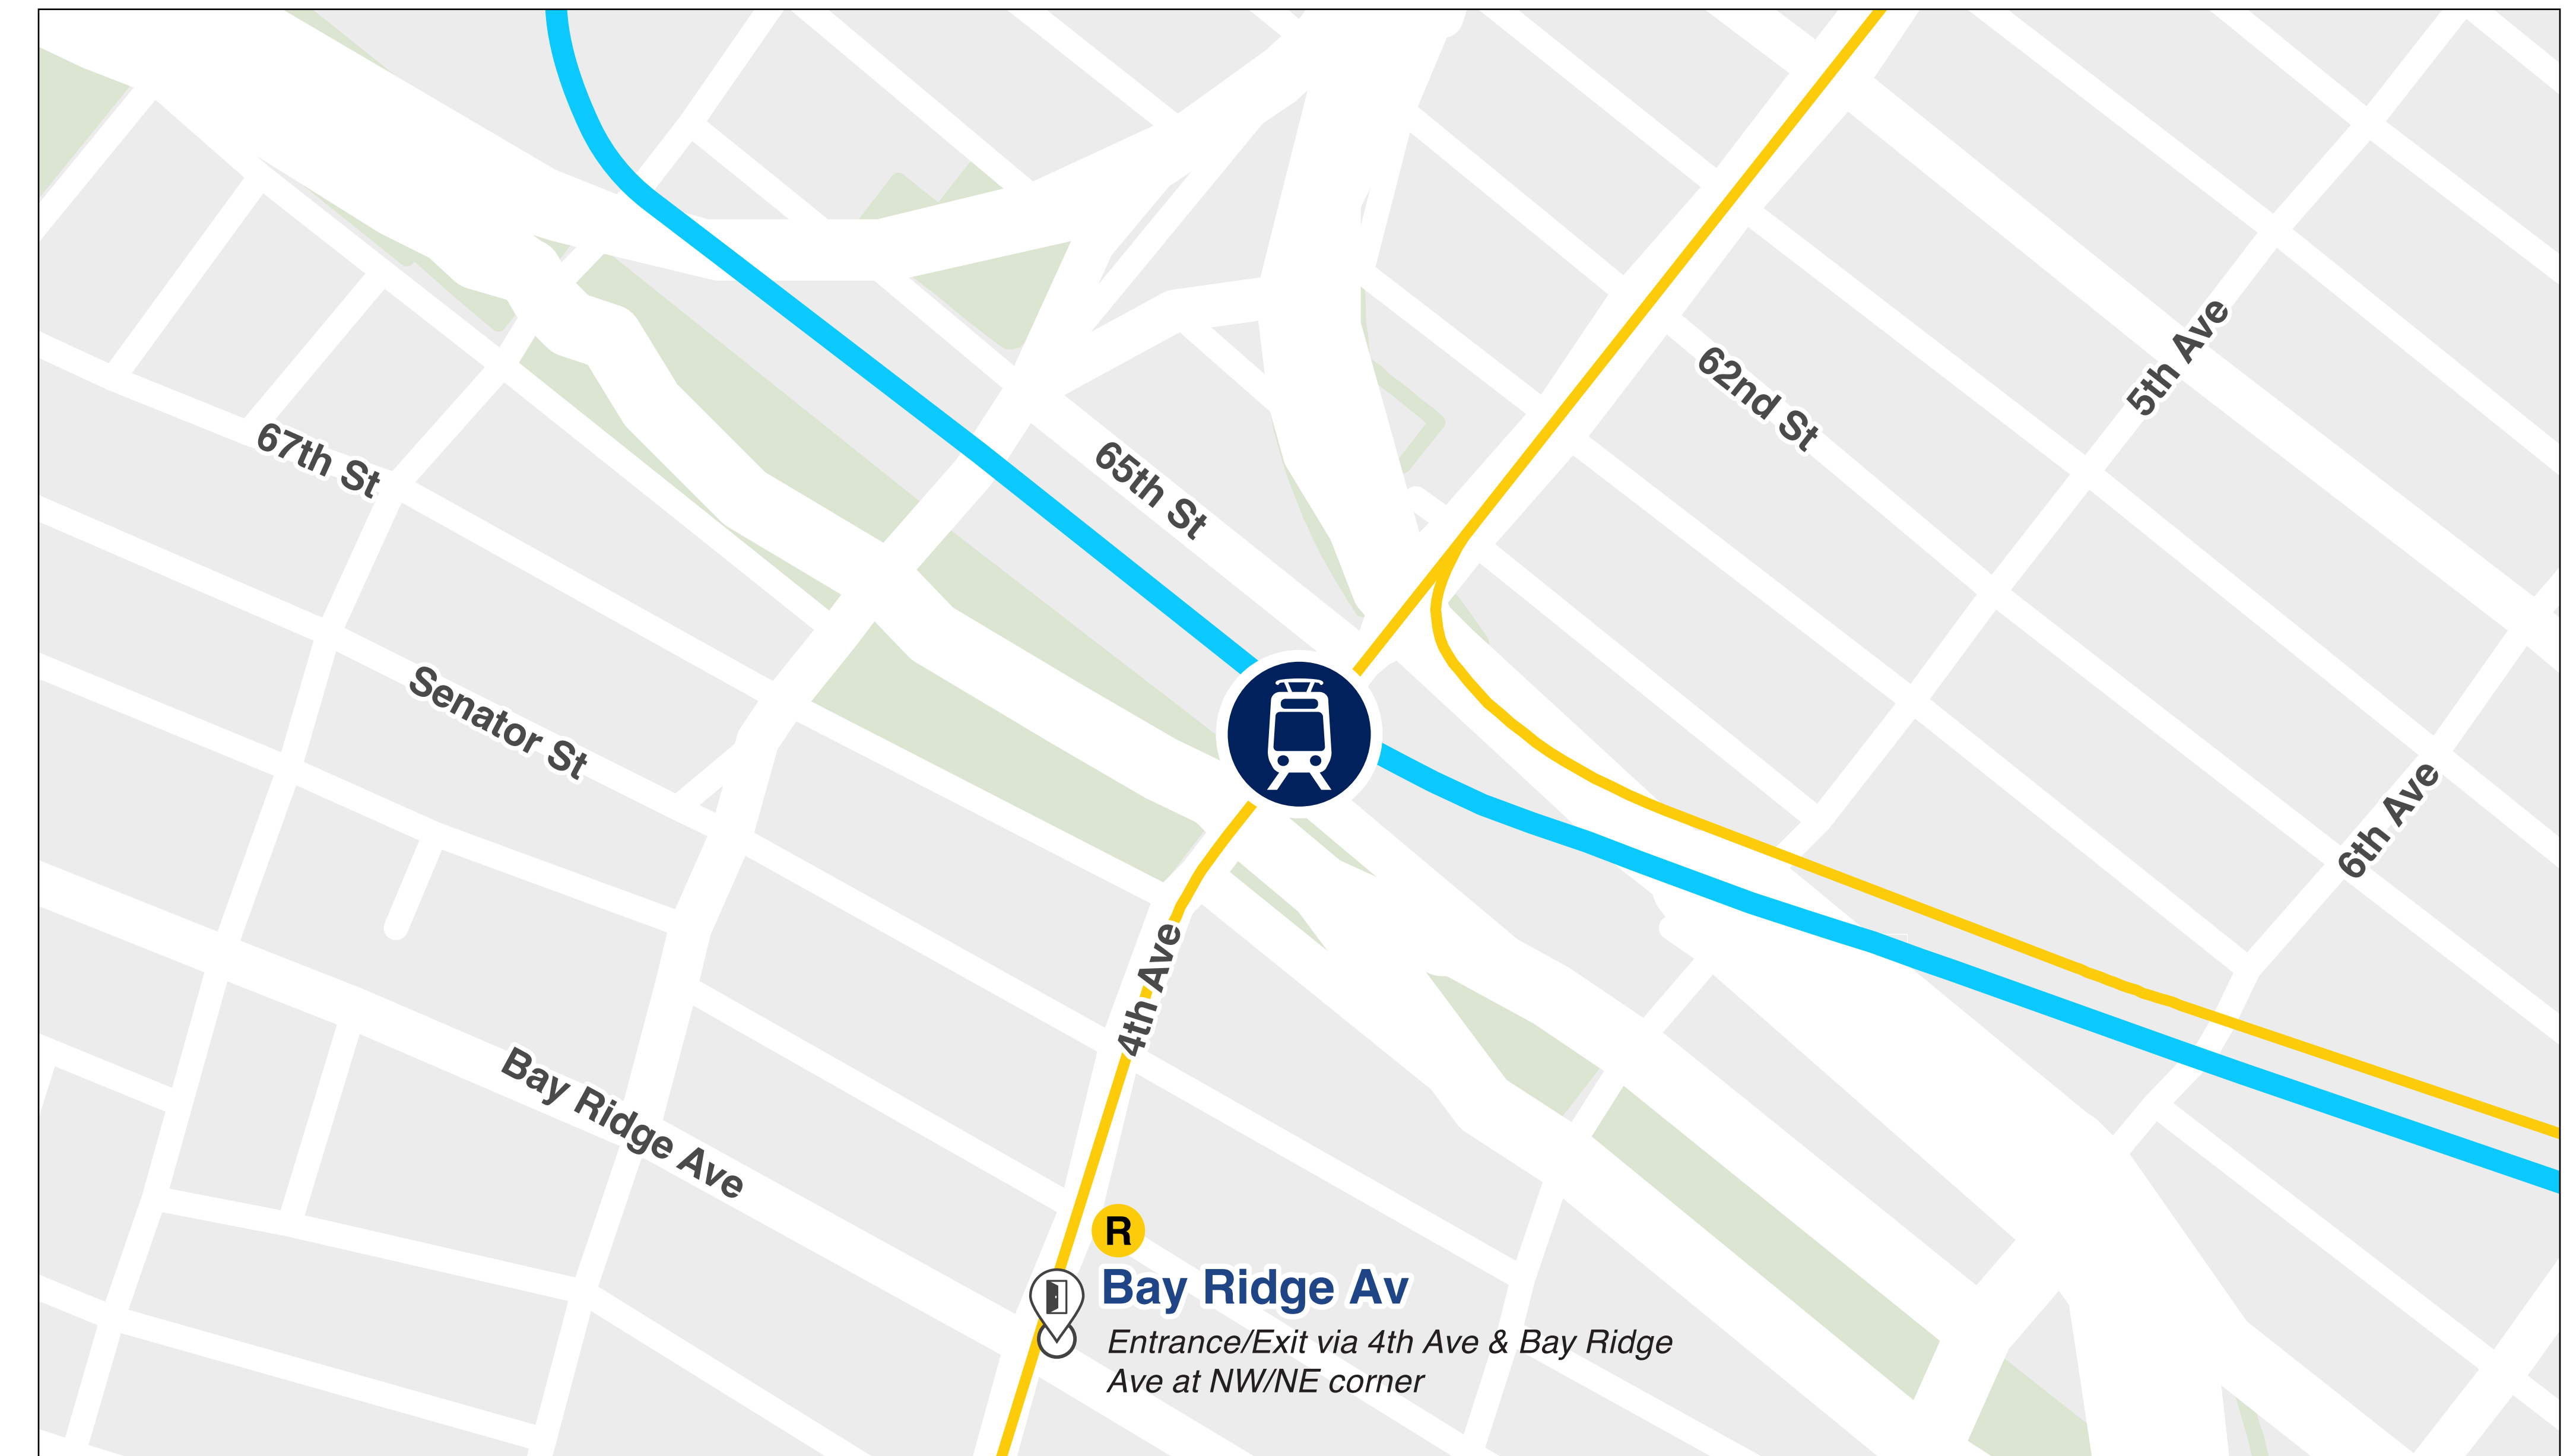 5th Ave
62nd St
67th St
65th St
Senator St
6th Ave
4th Ave
Bay Ridge Ave
R
Bay Ridge Av
Entrance/Exit via 4th Ave & Bay Ridge
Ave at NW/NE corner